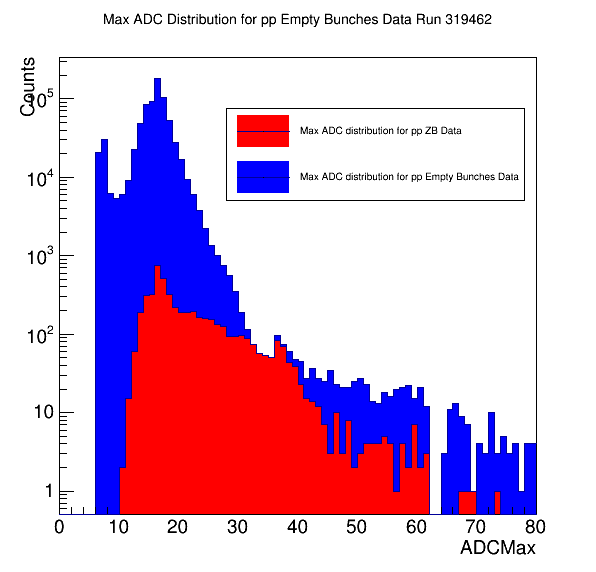 Max ADC Distribution for pp Empty Bunches Data Run 319462
Counts
10^5
10^4
10^3
10^2
10
1
Max ADC distribution for pp ZB Data
Max ADC distribution for pp Empty Bunches Data
0 10 20 30 40 50 60 70 80
ADCMax